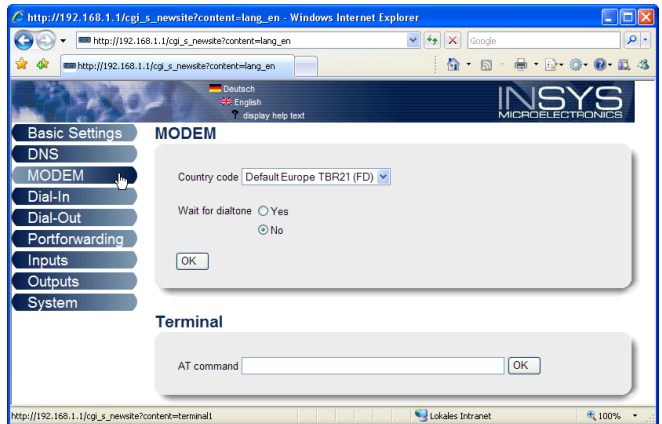 http://192.168.1.1/cgi_s_newsite?content=lang_en - Windows Internet Explorer
http://192.168.1.1/cgi_s_newsite?content=lang_en
Google
http://192.168.1.1/cgi_s_newsite?content=lang_en
Deutsch
English
? display help text
INSYS
MICROELECTRONICS
Basic Settings
DNS
MODEM
Dial-In
Dial-Out
Portforwarding
Inputs
Outputs
System
MODEM
Country code Default Europe TBR21 (FD)
Wait for dialtone Yes
No
OK
Terminal
AT command OK
http://192.168.1.1/cgi_s_newsite?content=terminal1 Lokales Intranet 100%